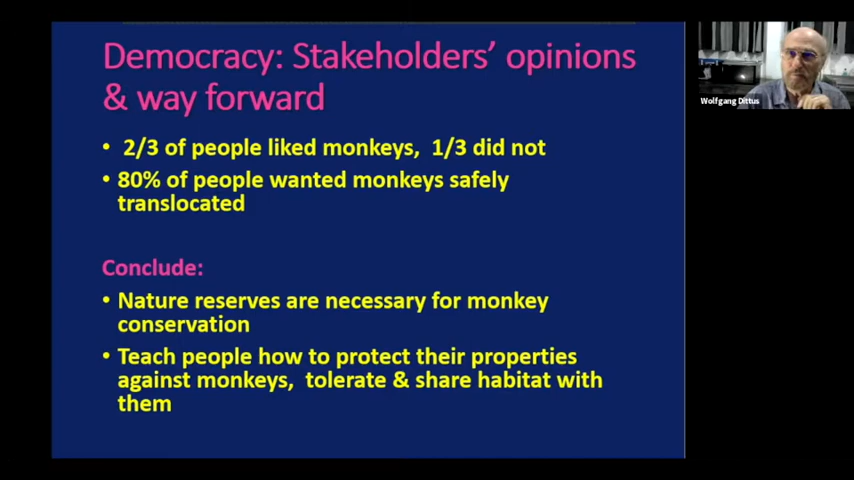 Democracy: Stakeholders' opinions
& way forward
• 2/3 of people liked monkeys, 1/3 did not
• 80% of people wanted monkeys safely
translocated
Conclude:
• Nature reserves are necessary for monkey
conservation
• Teach people how to protect their properties
against monkeys, tolerate & share habitat with
them
Wolfgang Dittus